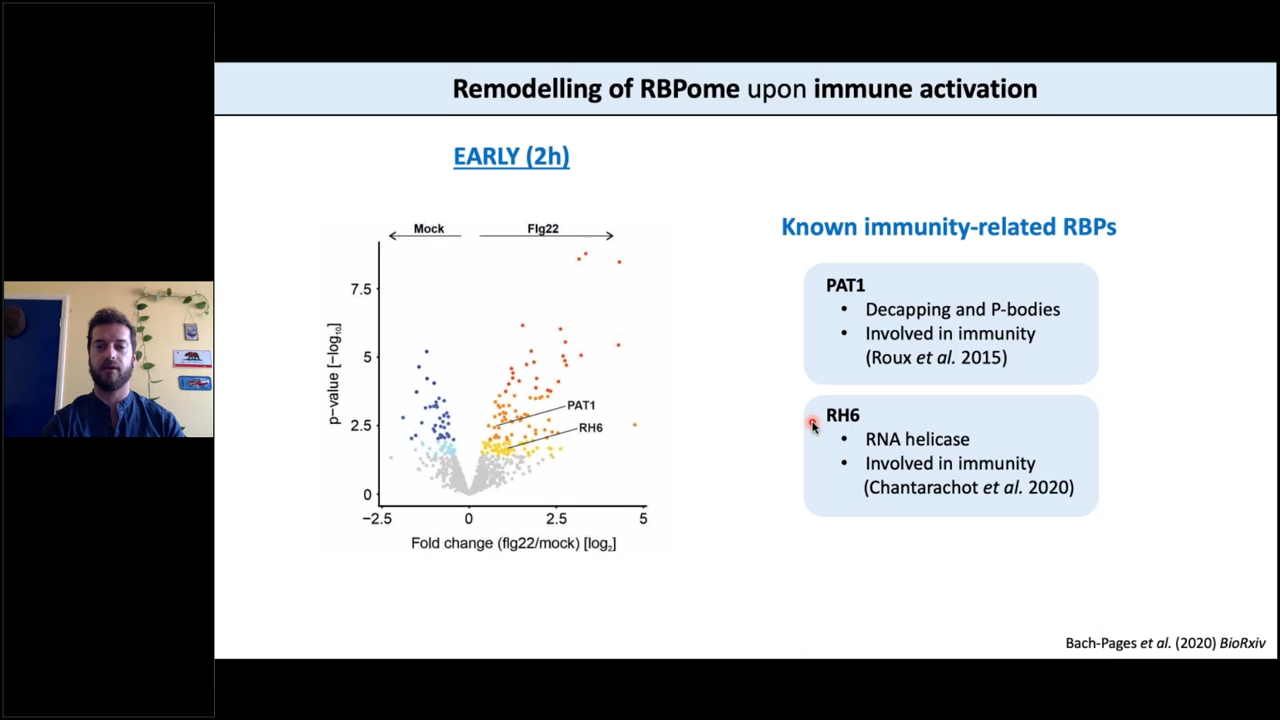 Remodelling of RBPome upon immune activation
EARLY (2h)
Mock
Flg22
7.5
5
2.5
0
p-value [-log₁₀]
PAT1
RH6
−2.5
0
2.5
5
Fold change (flg22/mock) [log₂]
Known immunity-related RBPs
PAT1
• Decapping and P-bodies
• Involved in immunity
(Roux et al. 2015)
RH6
• RNA helicase
• Involved in immunity
(Chantarachot et al. 2020)
Bach-Pages et al. (2020) BioRxiv